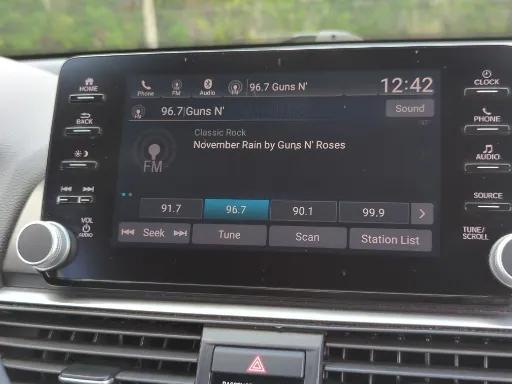 HOME
BACK
VOL
AUDIO
Phone FM Audio 96.7 Guns N' 12:42
FM 96.7|Guns N' Sound
Classic Rock
November Rain by Guns N' Roses
FM
91.7 96.7 90.1 99.9
Seek Tune Scan Station List
CLOCK
PHONE
AUDIO
SOURCE
TUNE/
SCROLL
PASSENGER